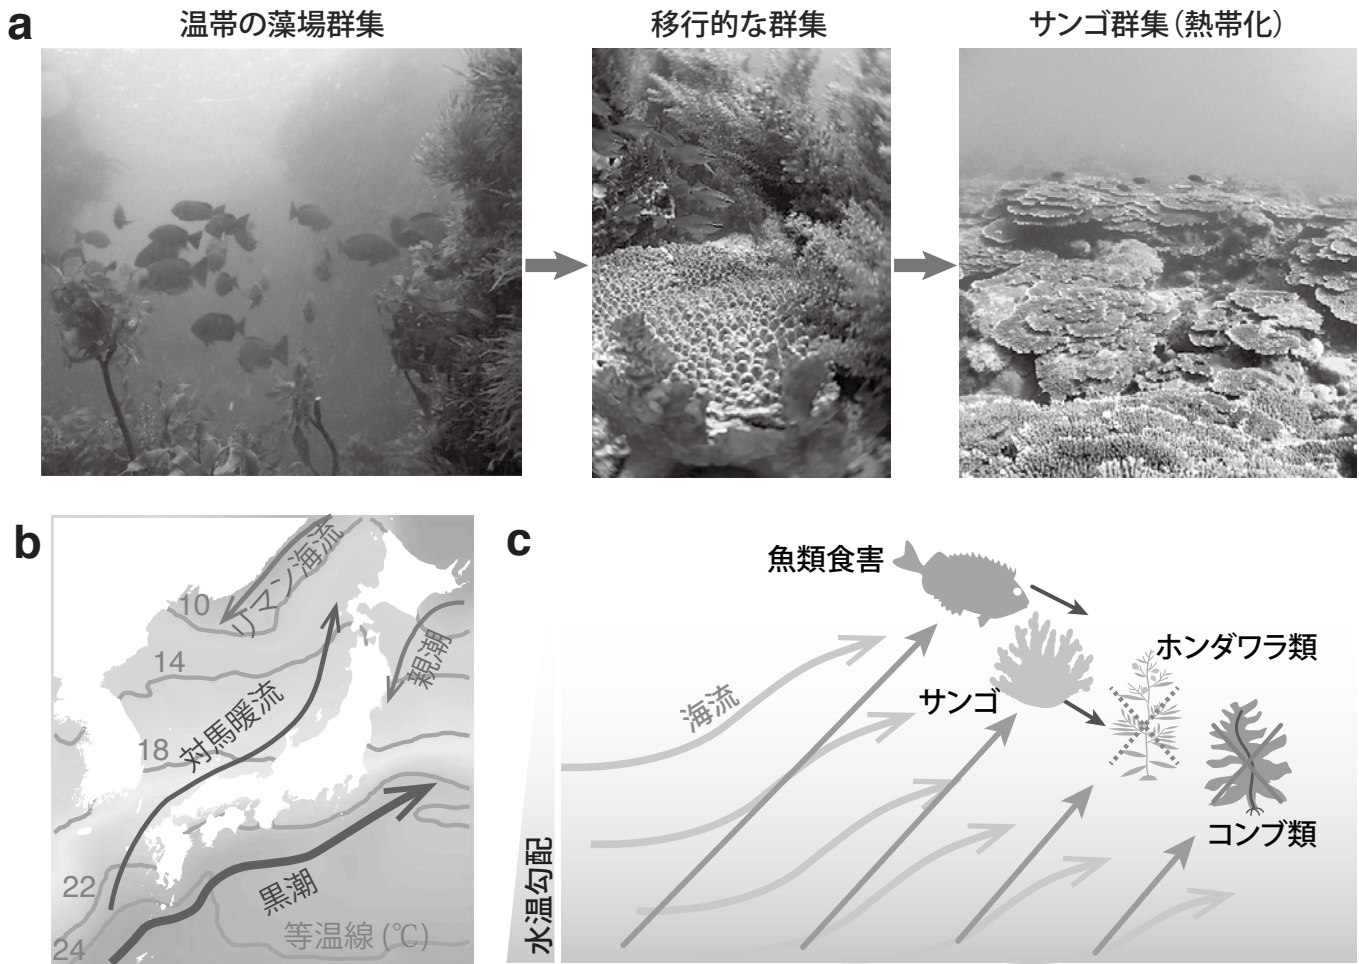 a
温帯の藻場群集
移行的な群集
サンゴ群集(熱帯化)
b
リマン海流
10
14
親潮
対馬暖流
18
22
黒潮
等温線(℃)
24
c
魚類食害
ホンダワラ類
サンゴ
海流
コンブ類
水温勾配